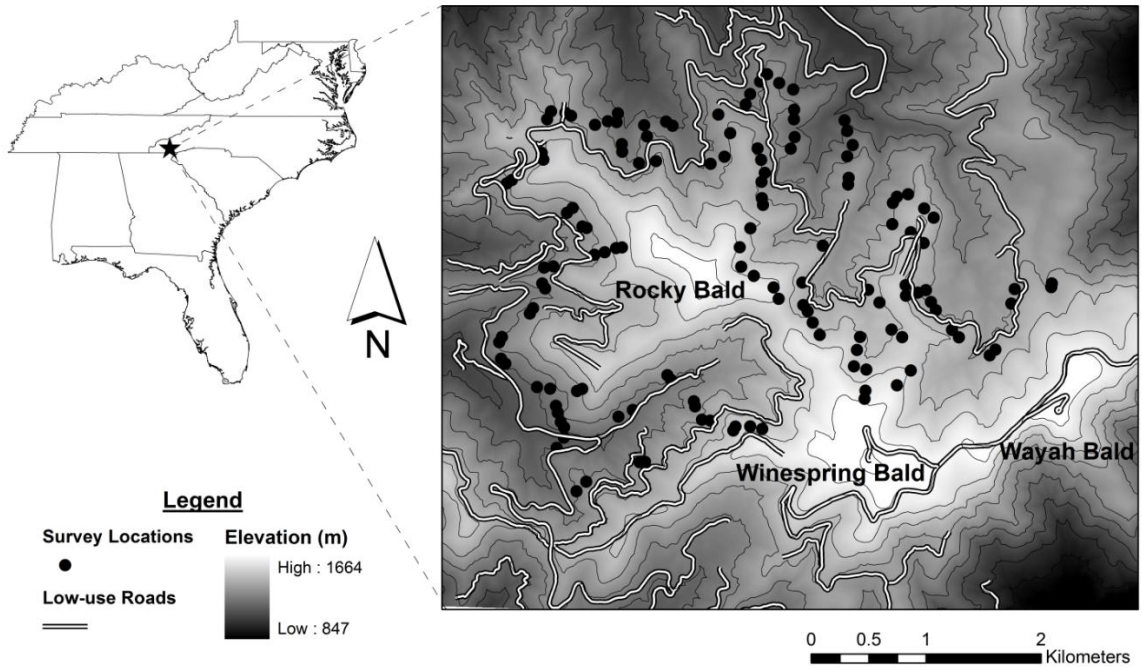 N
Rocky Bald
Wayah Bald
Winespring Bald
Legend
Survey Locations
Low-use Roads
Elevation (m)
High : 1664
Low : 847
0 0.5 1 2
Kilometers